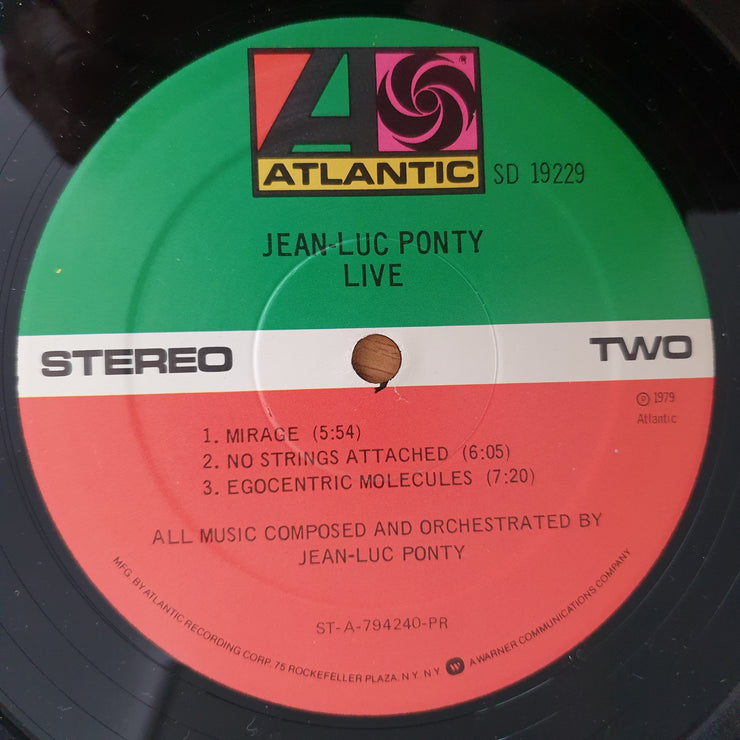 ATLANTIC SD 19229
JEAN-LUC PONTY
LIVE
STEREO TWO
℗ 1979
Atlantic
1. MIRAGE (5:54)
2. NO STRINGS ATTACHED (6:05)
3. EGOCENTRIC MOLECULES (7:20)
ALL MUSIC COMPOSED AND ORCHESTRATED BY
JEAN-LUC PONTY
ST-A-794240-PR
MFG. BY ATLANTIC RECORDING CORP. 75 ROCKEFELLER PLAZA. N.Y. N.Y. A WARNER COMMUNICATIONS COMPANY